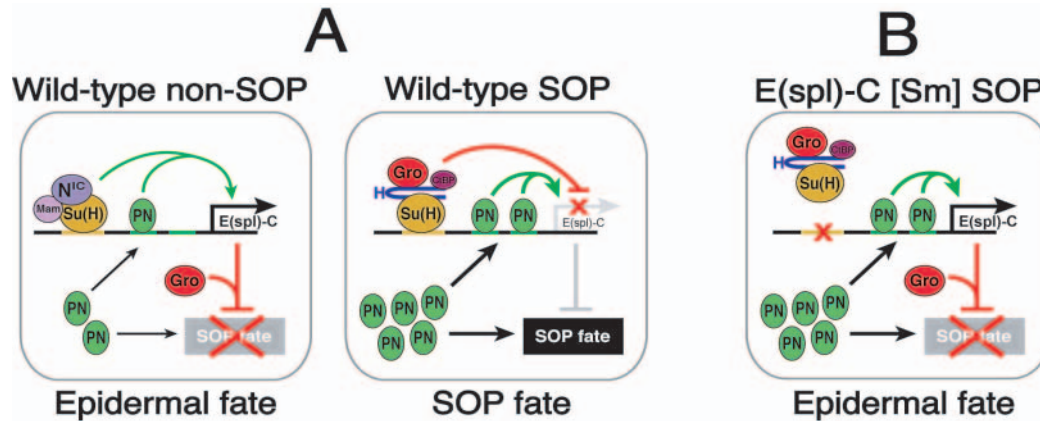 A
B
Wild-type non-SOP
Wild-type SOP
E(spl)-C [Sm] SOP
N^IC
Mam
Su(H)
PN
E(spl)-C
Gro
PN
PN
SOP fate
Epidermal fate
Gro
CtBP
H
Su(H)
PN
PN
E(spl)-C
PN
PN
PN
PN
PN
PN
SOP fate
SOP fate
Gro
CtBP
H
Su(H)
PN
PN
E(spl)-C
Gro
PN
PN
PN
PN
PN
PN
SOP fate
Epidermal fate